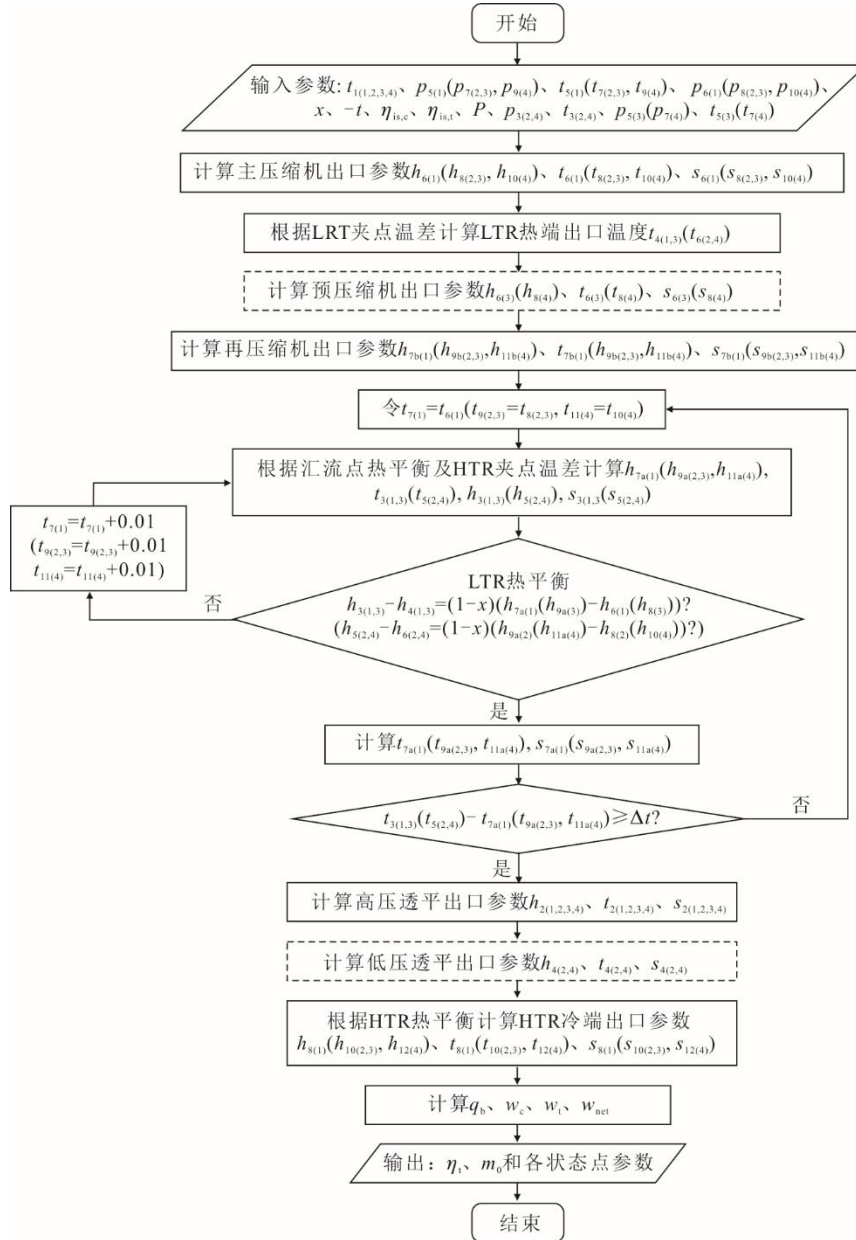 开始
输入参数: t1(1,2,3,4)、p5(1)(p7(2,3), p9(4))、t5(1)(t7(2,3), t9(4))、p6(1)(p8(2,3), p10(4))、
x、-t、ηis,c、ηis,t、P、p3(2,4)、t3(2,4)、p5(3)(p7(4))、t5(3)(t7(4))
计算主压缩机出口参数h6(1)(h8(2,3), h10(4))、t6(1)(t8(2,3), t10(4))、s6(1)(s8(2,3), s10(4))
根据LRT夹点温差计算LTR热端出口温度t4(1,3)(t6(2,4))
计算预压缩机出口参数h6(3)(h8(4))、t6(3)(t8(4))、s6(3)(s8(4))
计算再压缩机出口参数h7b(1)(h9b(2,3),h11b(4))、t7b(1)(h9b(2,3),h11b(4))、s7b(1)(s9b(2,3),s11b(4))
令t7(1)=t6(1)(t9(2,3)=t8(2,3), t11(4)=t10(4))
根据汇流点热平衡及HTR夹点温差计算h7a(1)(h9a(2,3),h11a(4)),
t3(1,3)(t5(2,4)), h3(1,3)(h5(2,4)), s3(1,3(s5(2,4))
t7(1)=t7(1)+0.01
(t9(2,3)=t9(2,3)+0.01
t11(4)=t11(4)+0.01)
否
LTR热平衡
h3(1,3)-h4(1,3)=(1-x)(h7a(1)(h9a(3))-h6(1)(h8(3))?
(h5(2,4)-h6(2,4)=(1-x)(h9a(2)(h11a(4))-h8(2)(h10(4))?)
是
计算t7a(1)(t9a(2,3), t11a(4)), s7a(1)(s9a(2,3), s11a(4))
t3(1,3)(t5(2,4))- t7a(1)(t9a(2,3), t11a(4))≥Δt?
否
是
计算高压透平出口参数h2(1,2,3,4)、t2(1,2,3,4)、s2(1,2,3,4)
计算低压透平出口参数h4(2,4)、t4(2,4)、s4(2,4)
根据HTR热平衡计算HTR冷端出口参数
h8(1)(h10(2,3), h12(4))、t8(1)(t10(2,3), t12(4))、s8(1)(s10(2,3), s12(4))
计算qb、wc、wt、wnet
输出：ηt、m0和各状态点参数
结束